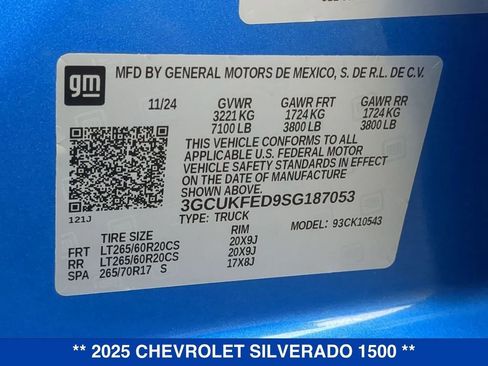 gm
MFD BY GENERAL MOTORS DE MEXICO, S. DE R.L. DE C.V.
11/24 GVWR GAWR FRT GAWR RR
3221 KG 1724 KG 1724 KG
7100 LB 3800 LB 3800 LB
THIS VEHICLE CONFORMS TO ALL
APPLICABLE U.S. FEDERAL MOTOR
VEHICLE SAFETY STANDARDS IN EFFECT
ON THE DATE OF MANUFACTURE
SHOWN ABOVE.
3GCUKFED9SG187053
121J TYPE: TRUCK MODEL: 93CK10543
TIRE SIZE RIM
FRT LT265/60R20CS 20X9J
RR LT265/60R20CS 20X9J
SPA 265/70R17 S 17X8J
** 2025 CHEVROLET SILVERADO 1500 **